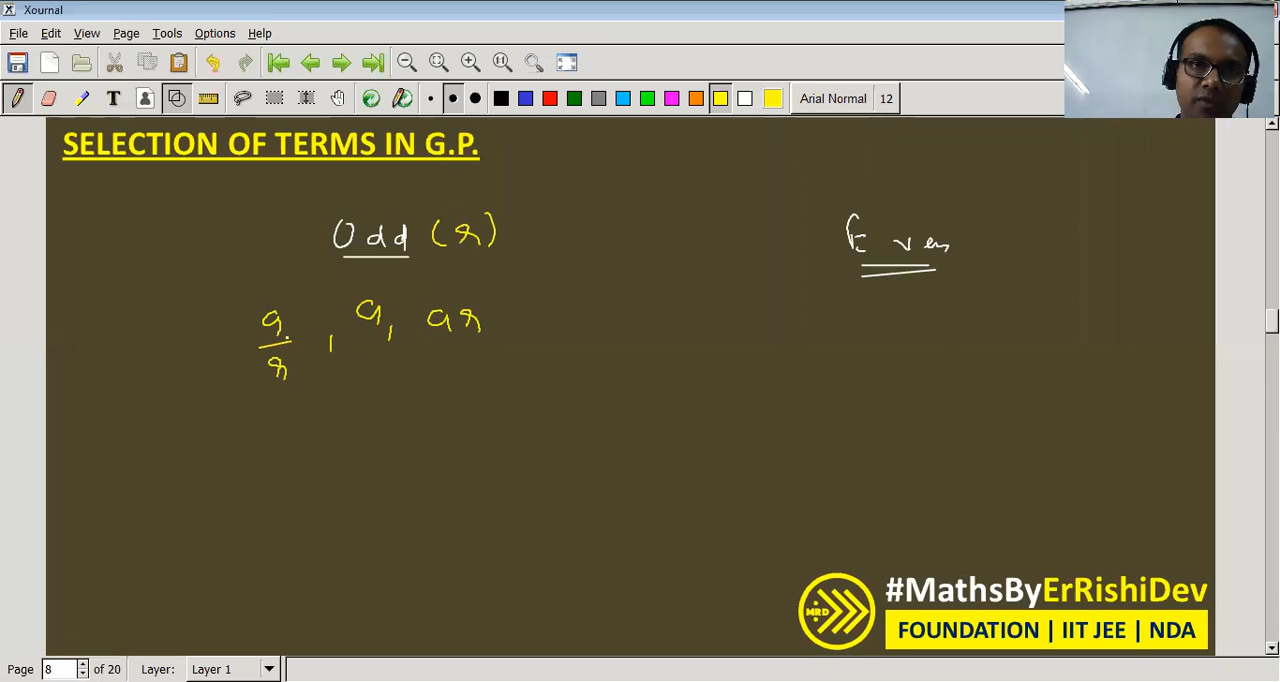 Xournal
File Edit View Page Tools Options Help
Arial Normal 12
SELECTION OF TERMS IN G.P.
Odd (r) Even
a/r , a, ar
MRD
#MathsByErRishiDev
FOUNDATION | IIT JEE | NDA
Page 8 of 20 Layer: Layer 1